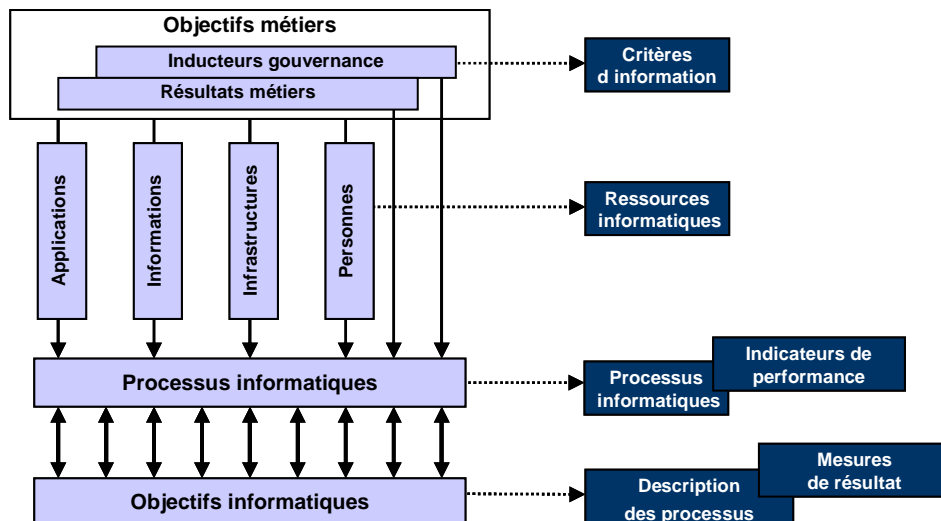 Objectifs métiers
Inducteurs gouvernance
Résultats métiers
Critères
d information
Applications
Informations
Infrastructures
Personnes
Ressources
informatiques
Processus informatiques
Processus
informatiques
Indicateurs de
performance
Objectifs informatiques
Description
des processus
Mesures
de résultat